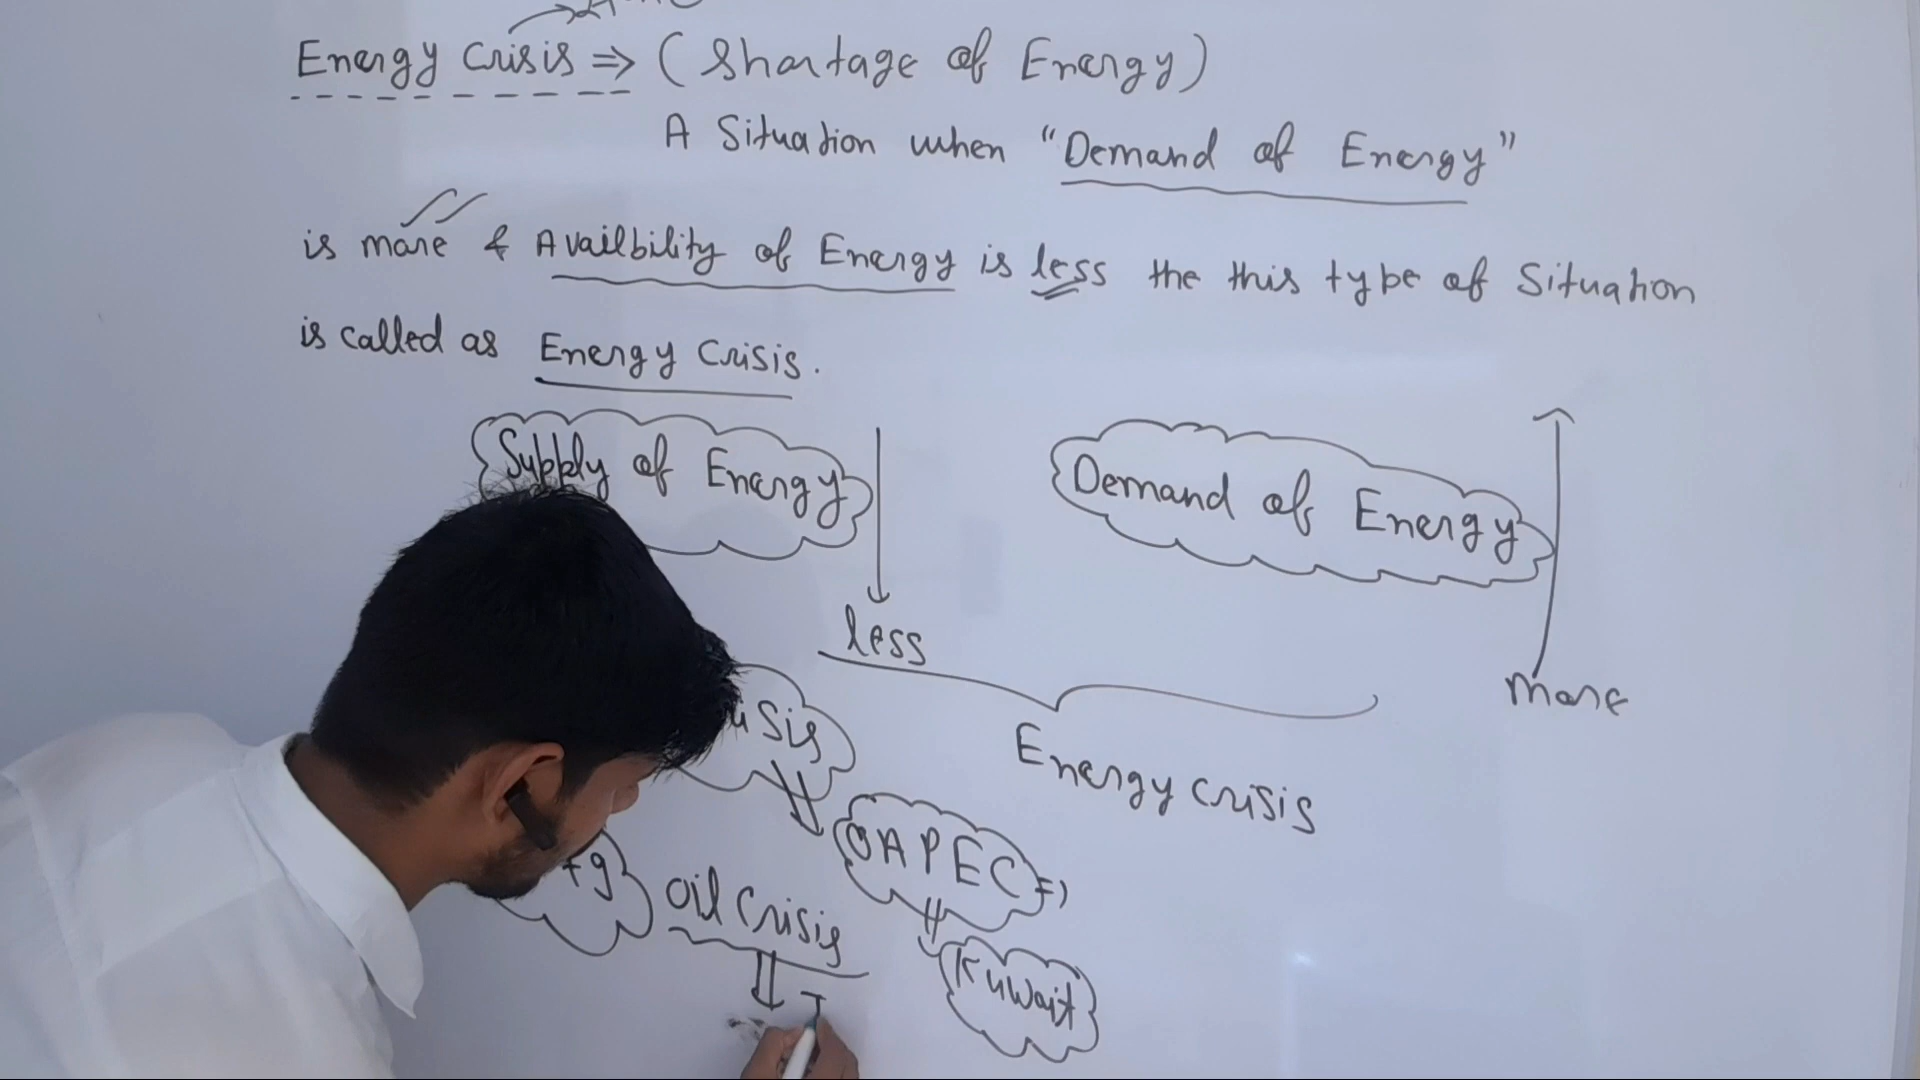 Energy Crisis ⇒ (Shortage of Energy)
A Situation when "Demand of Energy"
is more & Availbility of Energy is less the this type of Situation
is called as Energy Crisis.
Supply of Energy
Demand of Energy
less
more
Energy crisis
OAPEC
oil Crisis
Kuwait